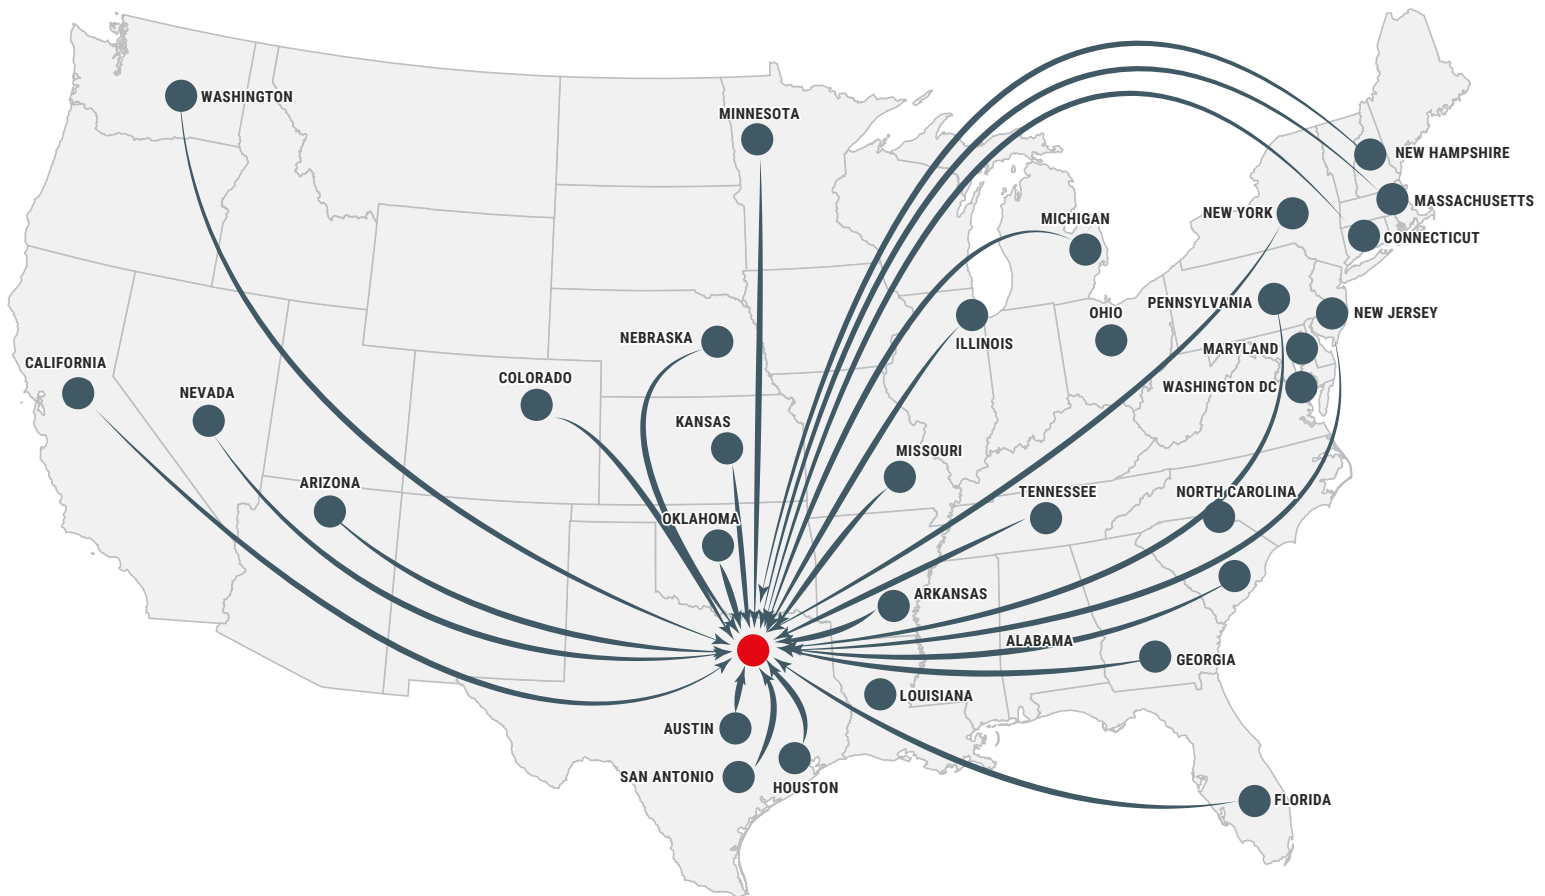 WASHINGTON
MINNESOTA
NEW HAMPSHIRE
MASSACHUSETTS
NEW YORK
MICHIGAN
CONNECTICUT
PENNSYLVANIA
OHIO
NEW JERSEY
NEBRASKA
ILLINOIS
MARYLAND
CALIFORNIA
COLORADO
WASHINGTON DC
NEVADA
KANSAS
MISSOURI
ARIZONA
TENNESSEE
NORTH CAROLINA
OKLAHOMA
ARKANSAS
ALABAMA
GEORGIA
LOUISIANA
AUSTIN
SAN ANTONIO
HOUSTON
FLORIDA